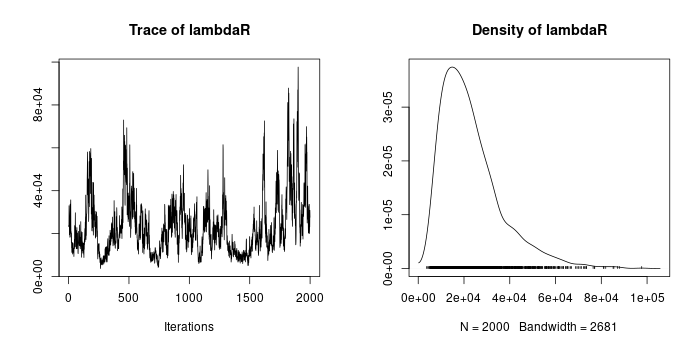 Trace of lambdaR
0e+00
4e+04
8e+04
0
500
1000
1500
2000
Iterations
Density of lambdaR
0e+00
1e-05
2e-05
3e-05
0e+00
2e+04
4e+04
6e+04
8e+04
1e+05
N = 2000 Bandwidth = 2681